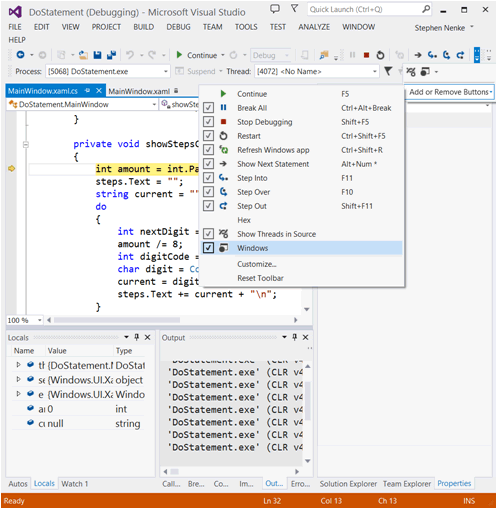 DoStatement (Debugging) - Microsoft Visual Studio
Quick Launch (Ctrl+Q)
FILE EDIT VIEW PROJECT BUILD DEBUG TEAM TOOLS TEST ANALYZE WINDOW
Stephen Nenke
HELP
Continue Debug
Process: [5068] DoStatement.exe Suspend Thread: [4072] <No Name>
Add or Remove Buttons
MainWindow.xaml.cs MainWindow.xaml
DoStatement.MainWindow showSte
}
private void showStepsC
{
int amount = int.Pa
steps.Text = "";
string current = ""
do
{
int nextDigit =
amount /= 8;
int digitCode =
char digit = Co
current = digit
steps.Text += current + "\n";
}
Continue F5
Break All Ctrl+Alt+Break
Stop Debugging Shift+F5
Restart Ctrl+Shift+F5
Refresh Windows app Ctrl+Shift+R
Show Next Statement Alt+Num *
Step Into F11
Step Over F10
Step Out Shift+F11
Hex
Show Threads in Source
Windows
Customize...
Reset Toolbar
100 %
Locals
Name Value Type
th {DoStatement.M DoStat
se {Windows.UI.Xa object
e {Windows.UI.Xa Windo
ar 0 int
cu null string
Autos Locals Watch 1
Output
'DoStatement.exe' (CLR v4
'DoStatement.exe' (CLR v4
'DoStatement.exe' (CLR v4
'DoStatement.exe' (CLR v4
'DoStatement.exe' (CLR v4
'DoStatement.exe' (CLR v4
'DoStatement.exe' (CLR v4
'DoStatement.exe' (CLR v4
Call... Bre... Co... Im... Out... Erro...
Solution Explorer Team Explorer Properties
Ready Ln 32 Col 13 Ch 13 INS